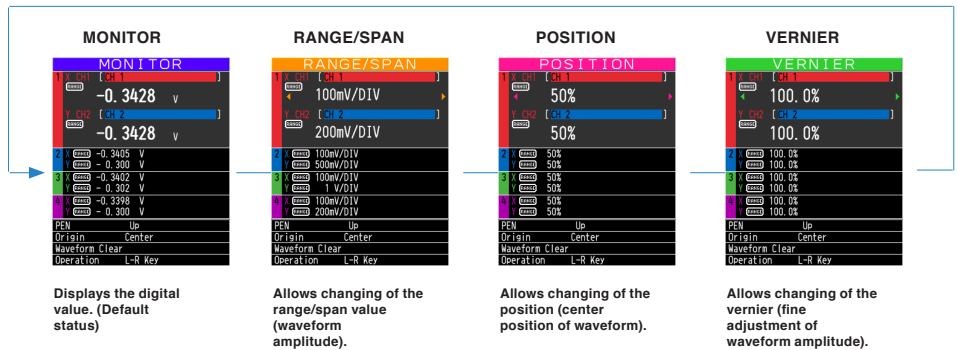 MONITOR
MONITOR
1 X CH1 [CH 1 ]
RANGE
-0. 3428 V
Y CH2 [CH 2 ]
RANGE
-0. 3428 V
2 X RANGE -0. 3405 V
Y RANGE - 0. 300 V
3 X RANGE -0. 3402 V
Y RANGE - 0. 302 V
4 X RANGE -0. 3398 V
Y RANGE - 0. 300 V
PEN Up
Origin Center
Waveform Clear
Operation L-R Key
Displays the digital
value. (Default
status)
RANGE/SPAN
RANGE/SPAN
1 X CH1 [CH 1 ]
RANGE
100mV/DIV
Y CH2 [CH 2 ]
RANGE
200mV/DIV
2 X RANGE 100mV/DIV
Y RANGE 500mV/DIV
3 X RANGE 100mV/DIV
Y RANGE 1 V/DIV
4 X RANGE 100mV/DIV
Y RANGE 200mV/DIV
PEN Up
Origin Center
Waveform Clear
Operation L-R Key
Allows changing of the
range/span value
(waveform
amplitude).
POSITION
POSITION
1 X CH1 [CH 1 ]
RANGE
50%
Y CH2 [CH 2 ]
RANGE
50%
2 X RANGE 50%
Y RANGE 50%
3 X RANGE 50%
Y RANGE 50%
4 X RANGE 50%
Y RANGE 50%
PEN Up
Origin Center
Waveform Clear
Operation L-R Key
Allows changing of the
position (center
position of waveform).
VERNIER
VERNIER
1 X CH1 [CH 1 ]
RANGE
100. 0%
Y CH2 [CH 2 ]
RANGE
100. 0%
2 X RANGE 100. 0%
Y RANGE 100. 0%
3 X RANGE 100. 0%
Y RANGE 100. 0%
4 X RANGE 100. 0%
Y RANGE 100. 0%
PEN Up
Origin Center
Waveform Clear
Operation L-R Key
Allows changing of the
vernier (fine
adjustment of
waveform amplitude).